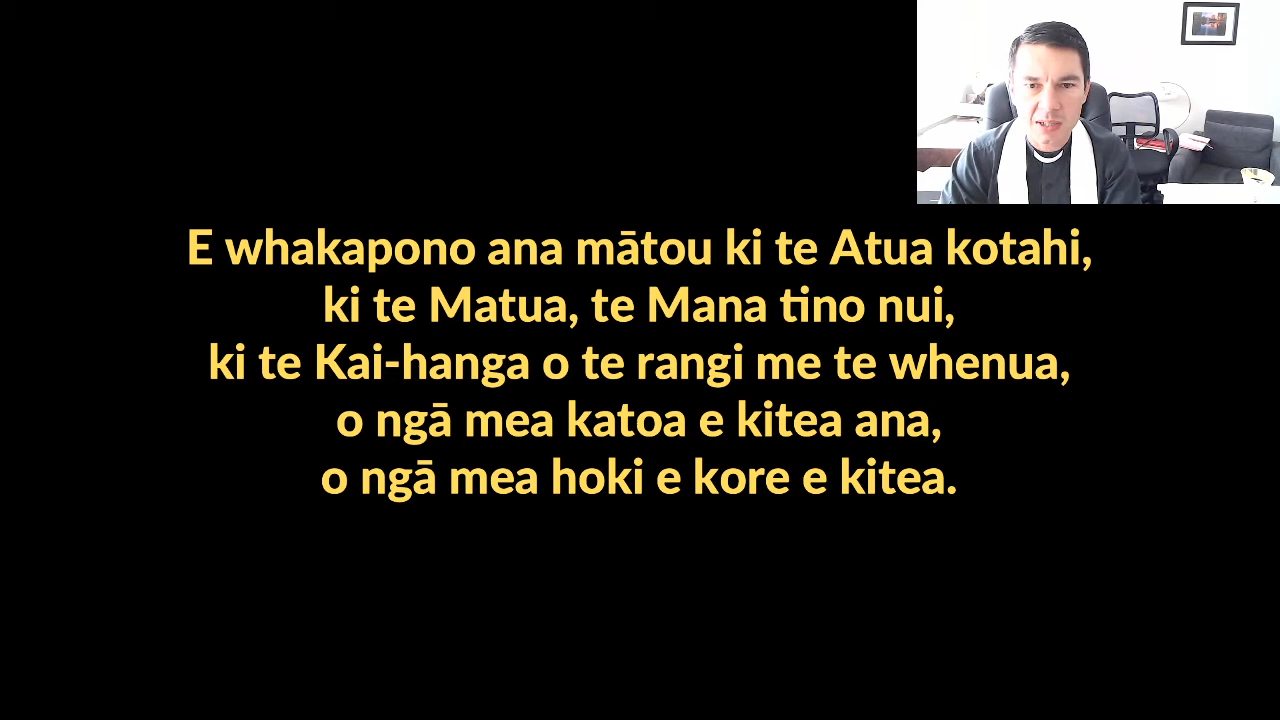 E whakapono ana mātou ki te Atua kotahi,
ki te Matua, te Mana tino nui,
ki te Kai-hanga o te rangi me te whenua,
o ngā mea katoa e kitea ana,
o ngā mea hoki e kore e kitea.